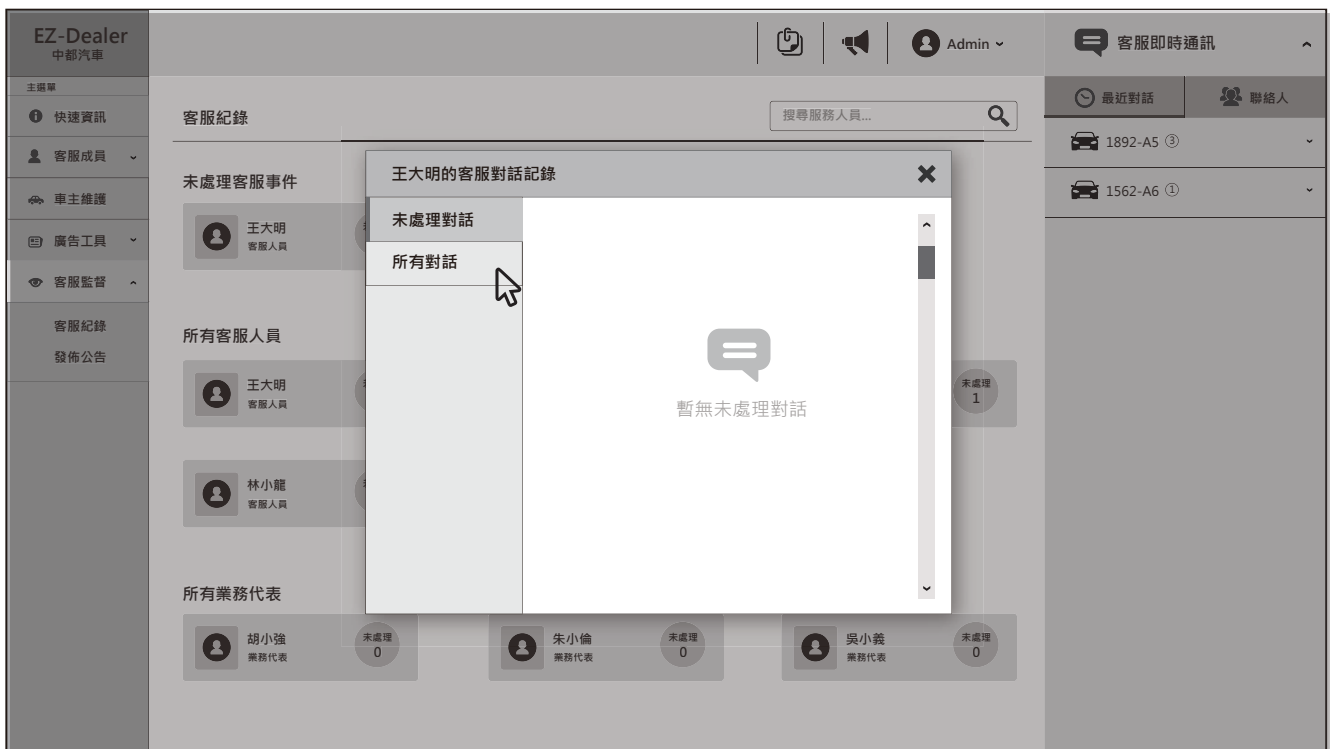 EZ-Dealer
中都汽車
Admin
客服即時通訊
主選單
快速資訊
客服成員
車主維護
廣告工具
客服監督
客服紀錄
發佈公告
客服紀錄
搜尋服務人員...
最近對話
聯絡人
1892-A5 ③
1562-A6 ①
未處理客服事件
王大明
客服人員
王大明的客服對話記錄
未處理對話
所有對話
暫無未處理對話
所有客服人員
王大明
客服人員
未處理
1
林小龍
客服人員
所有業務代表
胡小強
業務代表
未處理
0
朱小倫
業務代表
未處理
0
吳小義
業務代表
未處理
0